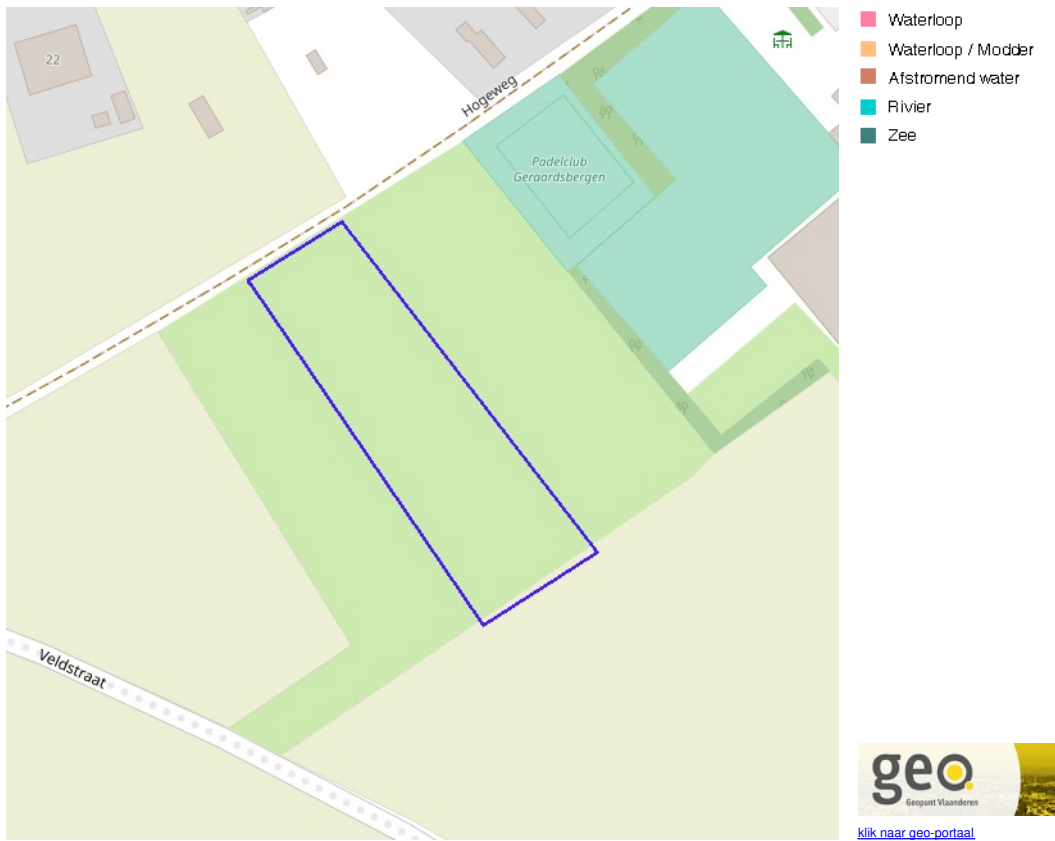 22
Hogeweg
Padelclub
Geraardsbergen
Veldstraat
Waterloop
Waterloop / Modder
Afstromend water
Rivier
Zee
geo.
Geopunt Vlaanderen
klik naar geo-portaal